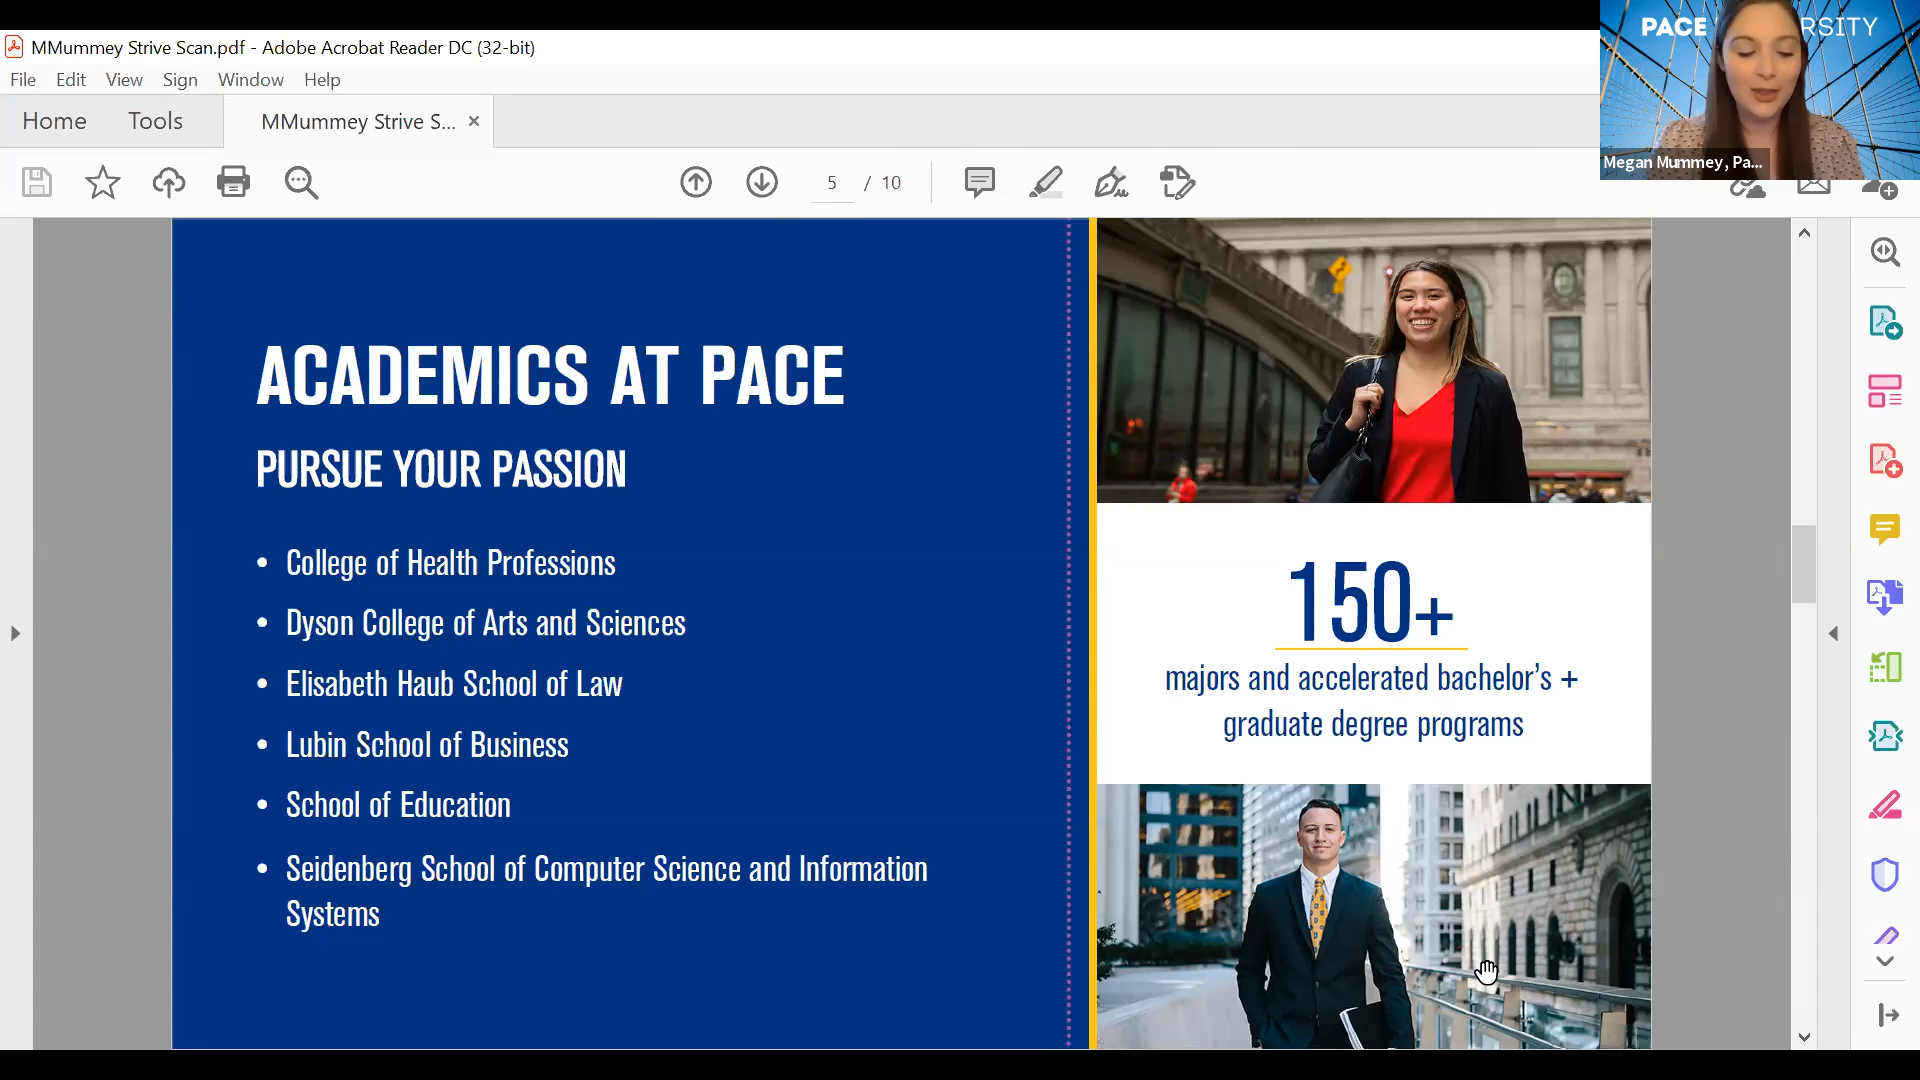 MMummey Strive Scan.pdf - Adobe Acrobat Reader DC (32-bit)
File Edit View Sign Window Help
Home Tools MMummey Strive S... ×
5 / 10
PACE RSITY
Megan Mummey, Pa...
ACADEMICS AT PACE
PURSUE YOUR PASSION
• College of Health Professions
• Dyson College of Arts and Sciences
• Elisabeth Haub School of Law
• Lubin School of Business
• School of Education
• Seidenberg School of Computer Science and Information
Systems
150+
majors and accelerated bachelor's +
graduate degree programs